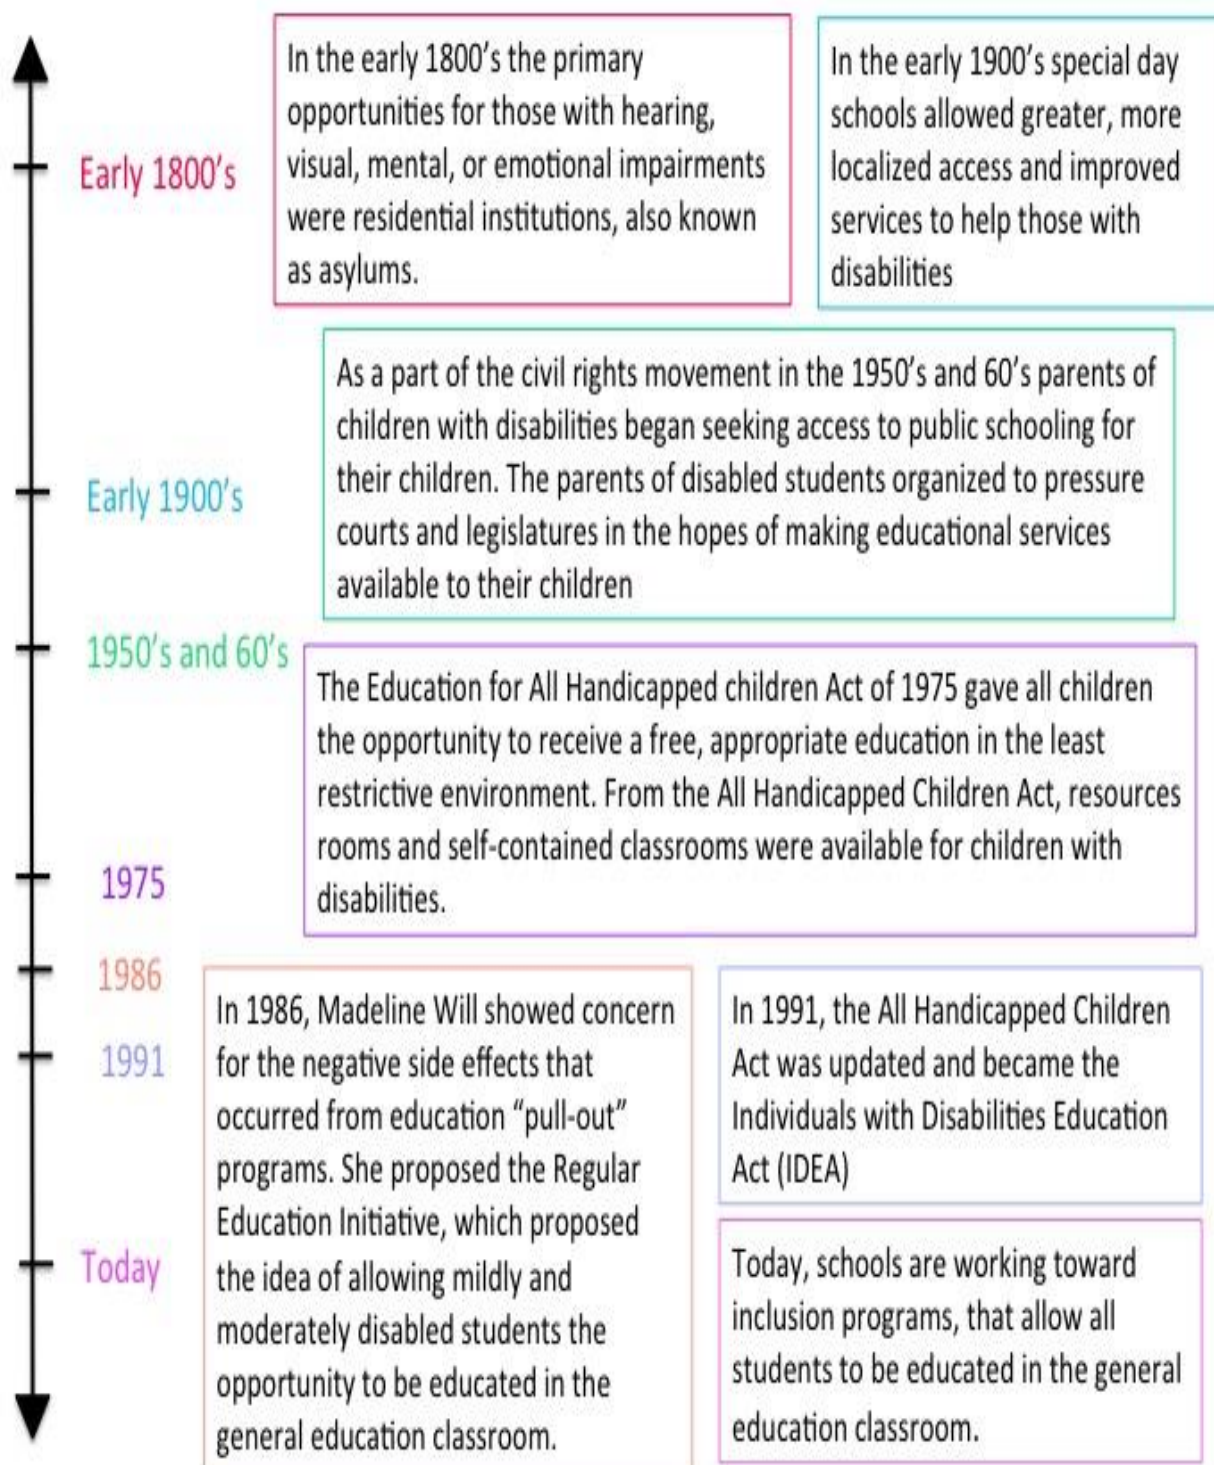 Early 1800's
In the early 1800's the primary
opportunities for those with hearing,
visual, mental, or emotional impairments
were residential institutions, also known
as asylums.
In the early 1900's special day
schools allowed greater, more
localized access and improved
services to help those with
disabilities
Early 1900's
As a part of the civil rights movement in the 1950's and 60's parents of
children with disabilities began seeking access to public schooling for
their children. The parents of disabled students organized to pressure
courts and legislatures in the hopes of making educational services
available to their children
1950's and 60's
The Education for All Handicapped children Act of 1975 gave all children
the opportunity to receive a free, appropriate education in the least
restrictive environment. From the All Handicapped Children Act, resources
rooms and self-contained classrooms were available for children with
disabilities.
1975
1986
1991
In 1986, Madeline Will showed concern
for the negative side effects that
occurred from education “pull-out”
programs. She proposed the Regular
Education Initiative, which proposed
the idea of allowing mildly and
moderately disabled students the
opportunity to be educated in the
general education classroom.
In 1991, the All Handicapped Children
Act was updated and became the
Individuals with Disabilities Education
Act (IDEA)
Today
Today, schools are working toward
inclusion programs, that allow all
students to be educated in the general
education classroom.